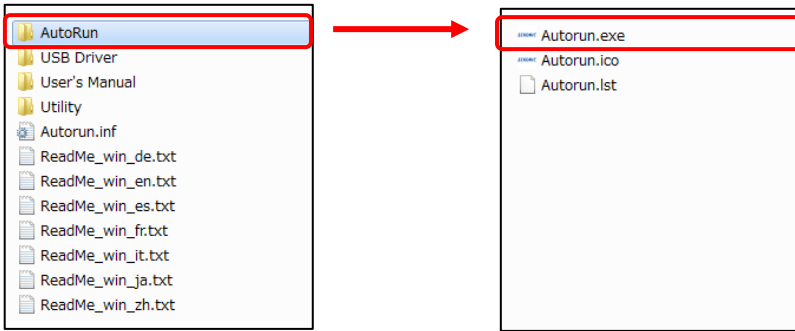 AutoRun
USB Driver
User's Manual
Utility
Autorun.inf
ReadMe_win_de.txt
ReadMe_win_en.txt
ReadMe_win_es.txt
ReadMe_win_fr.txt
ReadMe_win_it.txt
ReadMe_win_ja.txt
ReadMe_win_zh.txt
Autorun.exe
Autorun.ico
Autorun.lst